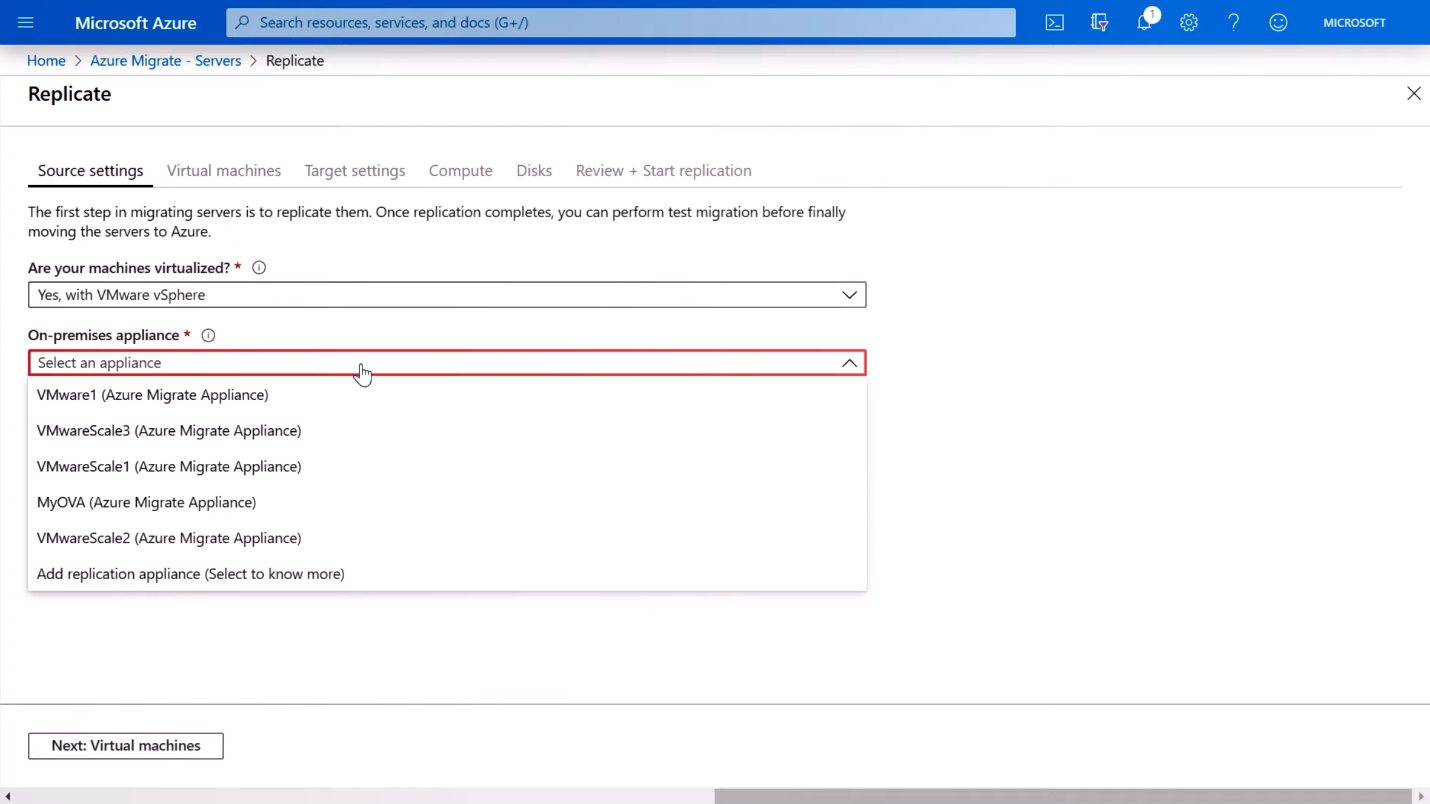 Microsoft Azure
Search resources, services, and docs (G+/)
1
MICROSOFT
Home > Azure Migrate - Servers > Replicate
Replicate
Source settings Virtual machines Target settings Compute Disks Review + Start replication
The first step in migrating servers is to replicate them. Once replication completes, you can perform test migration before finally
moving the servers to Azure.
Are your machines virtualized? *
Yes, with VMware vSphere
On-premises appliance *
Select an appliance
VMware1 (Azure Migrate Appliance)
VMwareScale3 (Azure Migrate Appliance)
VMwareScale1 (Azure Migrate Appliance)
MyOVA (Azure Migrate Appliance)
VMwareScale2 (Azure Migrate Appliance)
Add replication appliance (Select to know more)
Next: Virtual machines